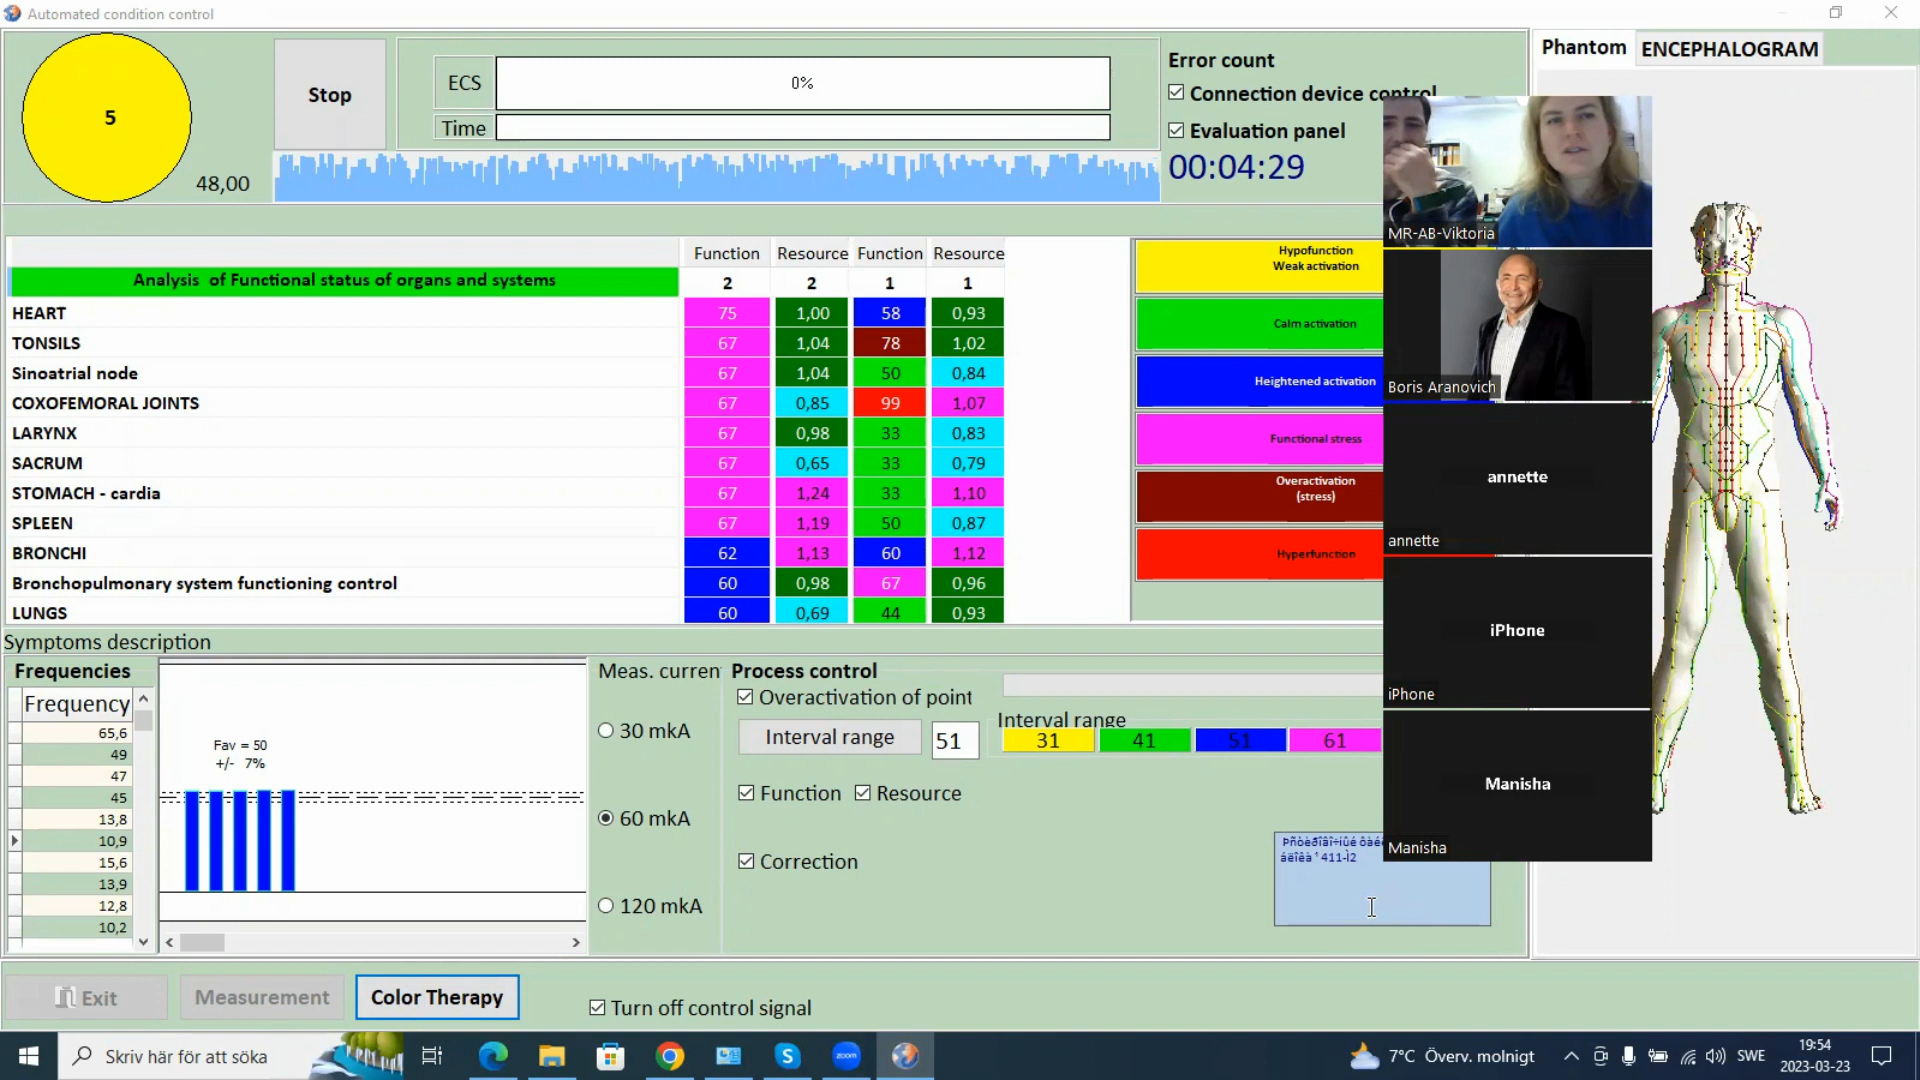 Automated condition control
5
48,00
Stop
ECS
0%
Time
Error count
Connection device control
Evaluation panel
00:04:29
Phantom
ENCEPHALOGRAM
Function Resource Function Resource
Analysis of Functional status of organs and systems 2 2 1 1
HEART 75 1,00 58 0,93
TONSILS 67 1,04 78 1,02
Sinoatrial node 67 1,04 50 0,84
COXOFEMORAL JOINTS 67 0,85 99 1,07
LARYNX 67 0,98 33 0,83
SACRUM 67 0,65 33 0,79
STOMACH - cardia 67 1,24 33 1,10
SPLEEN 67 1,19 50 0,87
BRONCHI 62 1,13 60 1,12
Bronchopulmonary system functioning control 60 0,98 67 0,96
LUNGS 60 0,69 44 0,93
Hypofunction
Weak activation
Calm activation
Heightened activation
Functional stress
Overactivation
(stress)
Hyperfunction
MR-AB-Viktoria
Boris Aranovich
annette
annette
iPhone
iPhone
Manisha
Manisha
Symptoms description
Frequencies
Frequency
65,6
49
47
45
13,8
10,9
15,6
13,9
12,8
10,2
Fav = 50
+/- 7%
Meas. curren
30 mkA
60 mkA
120 mkA
Process control
Overactivation of point
Interval range
51
Interval range
31 41 51 61
Function Resource
Correction
411-Ì2
Exit
Measurement
Color Therapy
Turn off control signal
Skriv här för att söka
zoom
7°C Överv. molnigt
SWE
19:54
2023-03-23